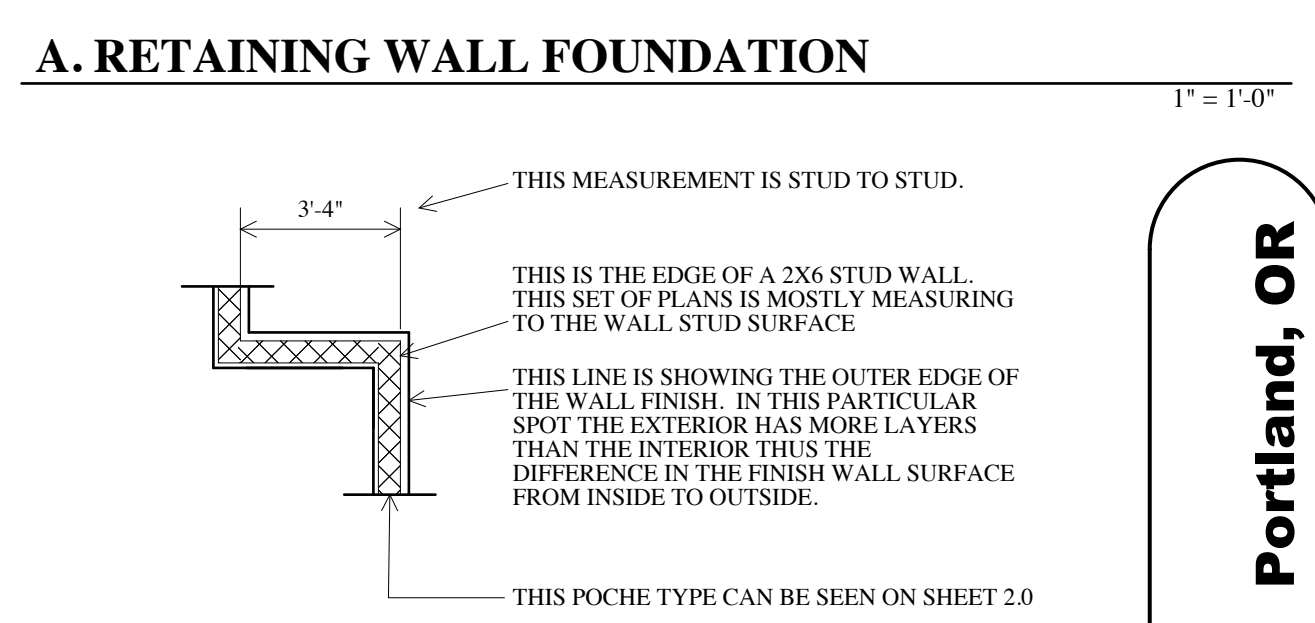 A. RETAINING WALL FOUNDATION
1" = 1'-0"
THIS MEASUREMENT IS STUD TO STUD.
3'-4"
THIS IS THE EDGE OF A 2X6 STUD WALL.
THIS SET OF PLANS IS MOSTLY MEASURING
TO THE WALL STUD SURFACE
THIS LINE IS SHOWING THE OUTER EDGE OF
THE WALL FINISH. IN THIS PARTICULAR
SPOT THE EXTERIOR HAS MORE LAYERS
THAN THE INTERIOR THUS THE
DIFFERENCE IN THE FINISH WALL SURFACE
FROM INSIDE TO OUTSIDE.
THIS POCHE TYPE CAN BE SEEN ON SHEET 2.0
Portland, OR